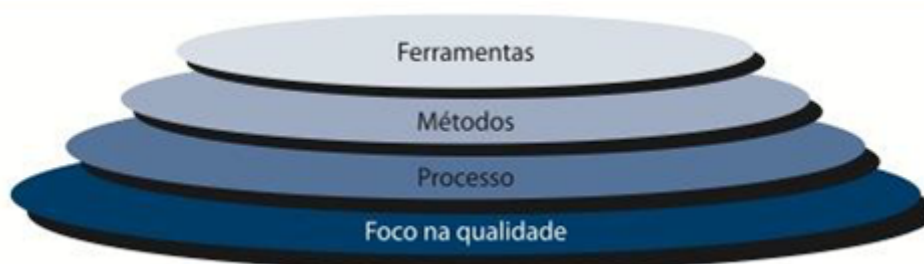 Ferramentas
Métodos
Processo
Foco na qualidade